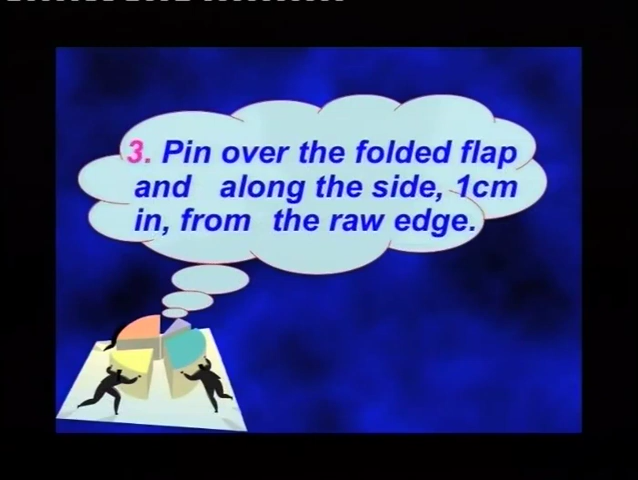 3. Pin over the folded flap
and along the side, 1cm
in, from the raw edge.